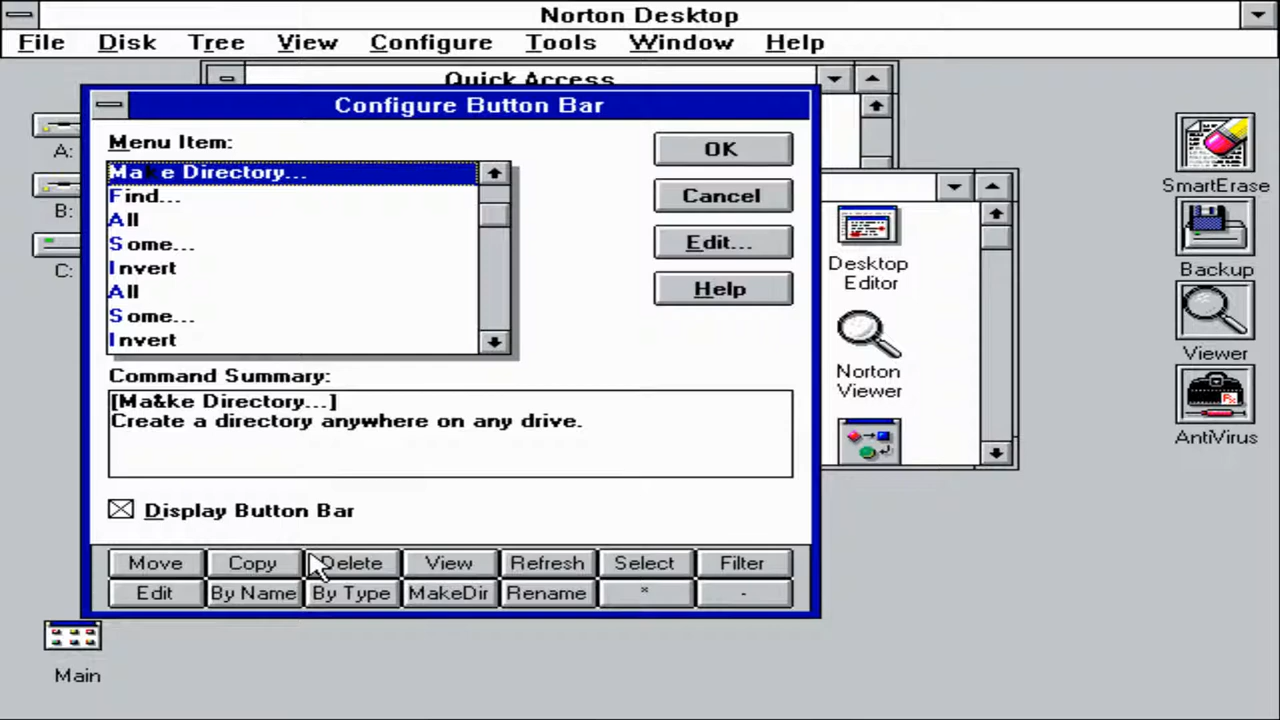 Norton Desktop
File Disk Tree View Configure Tools Window Help
Quick Access
Configure Button Bar
Menu Item:
Make Directory...
Find...
All
Some...
Invert
All
Some...
Invert
OK
Cancel
Edit...
Help
Command Summary:
[Ma&ke Directory...]
Create a directory anywhere on any drive.
Display Button Bar
Move Copy Delete View Refresh Select Filter
Edit By Name By Type MakeDir Rename * -
A:
B:
C:
Desktop
Editor
Norton
Viewer
SmartErase
Backup
Viewer
AntiVirus
Main